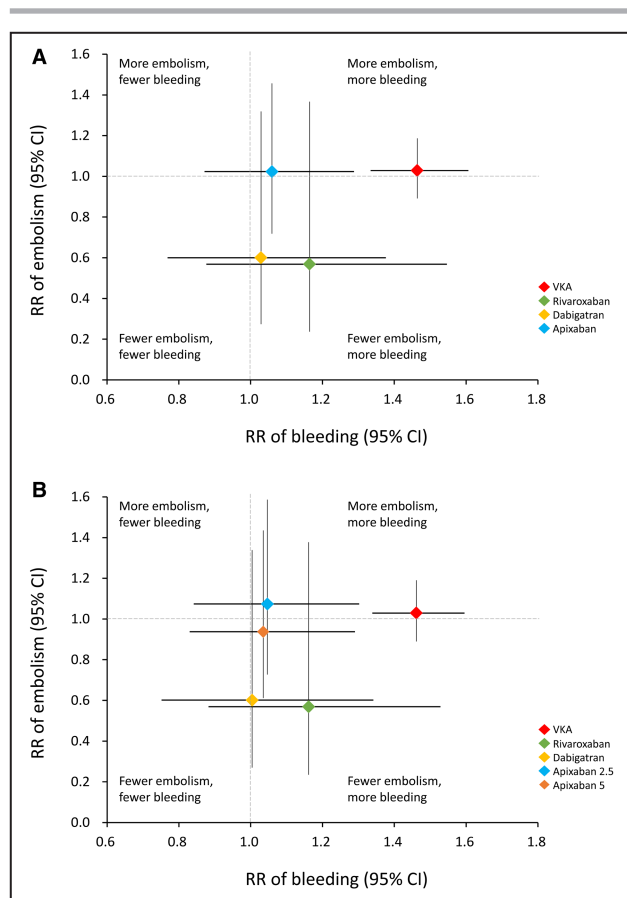 A
More embolism,
fewer bleeding
More embolism,
more bleeding
1.6
1.4
1.2
1.0
0.8
0.6
0.4
0.2
0.0
RR of embolism (95% CI)
Fewer embolism,
fewer bleeding
Fewer embolism,
more bleeding
VKA
Rivaroxaban
Dabigatran
Apixaban
0.6 0.8 1.0 1.2 1.4 1.6 1.8
RR of bleeding (95% CI)
B
More embolism,
fewer bleeding
More embolism,
more bleeding
1.6
1.4
1.2
1.0
0.8
0.6
0.4
0.2
0.0
RR of embolism (95% CI)
Fewer embolism,
fewer bleeding
Fewer embolism,
more bleeding
VKA
Rivaroxaban
Dabigatran
Apixaban 2.5
Apixaban 5
0.6 0.8 1.0 1.2 1.4 1.6 1.8
RR of bleeding (95% CI)